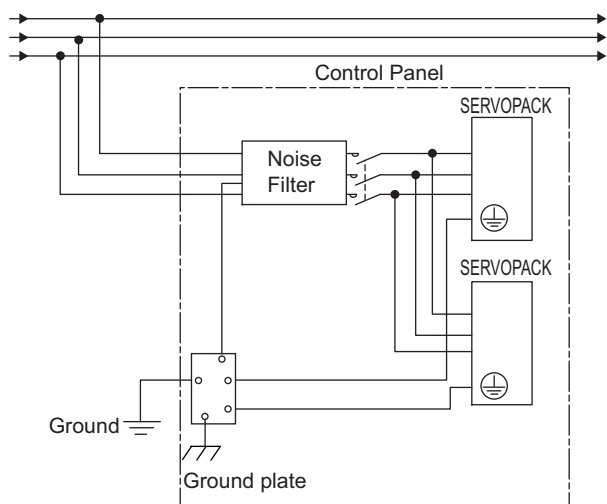 Control Panel
SERVOPACK
Noise
Filter
SERVOPACK
Ground
Ground plate